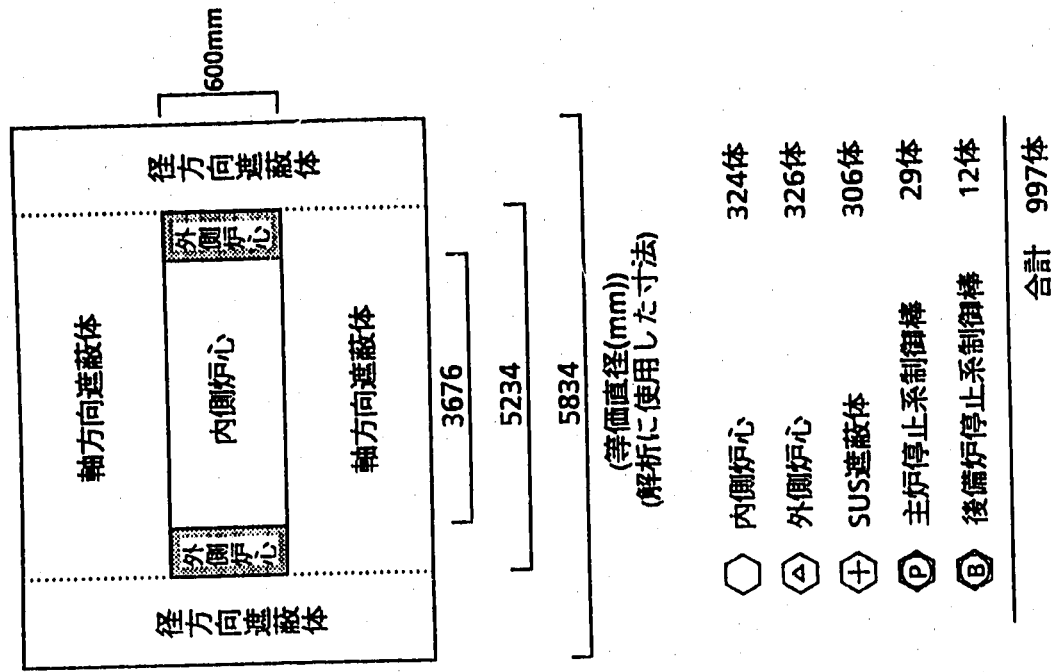 軸方向遮蔽体
径方向遮蔽体
外側炉心
内側炉心
外側炉心
径方向遮蔽体
600mm
軸方向遮蔽体
3676
5234
5834
(等価直径(mm))
(解析に使用した寸法)
内側炉心 324体
外側炉心 326体
SUS遮蔽体 306体
P 主炉停止系制御棒 29体
B 後備炉停止系制御棒 12体
合計 997体